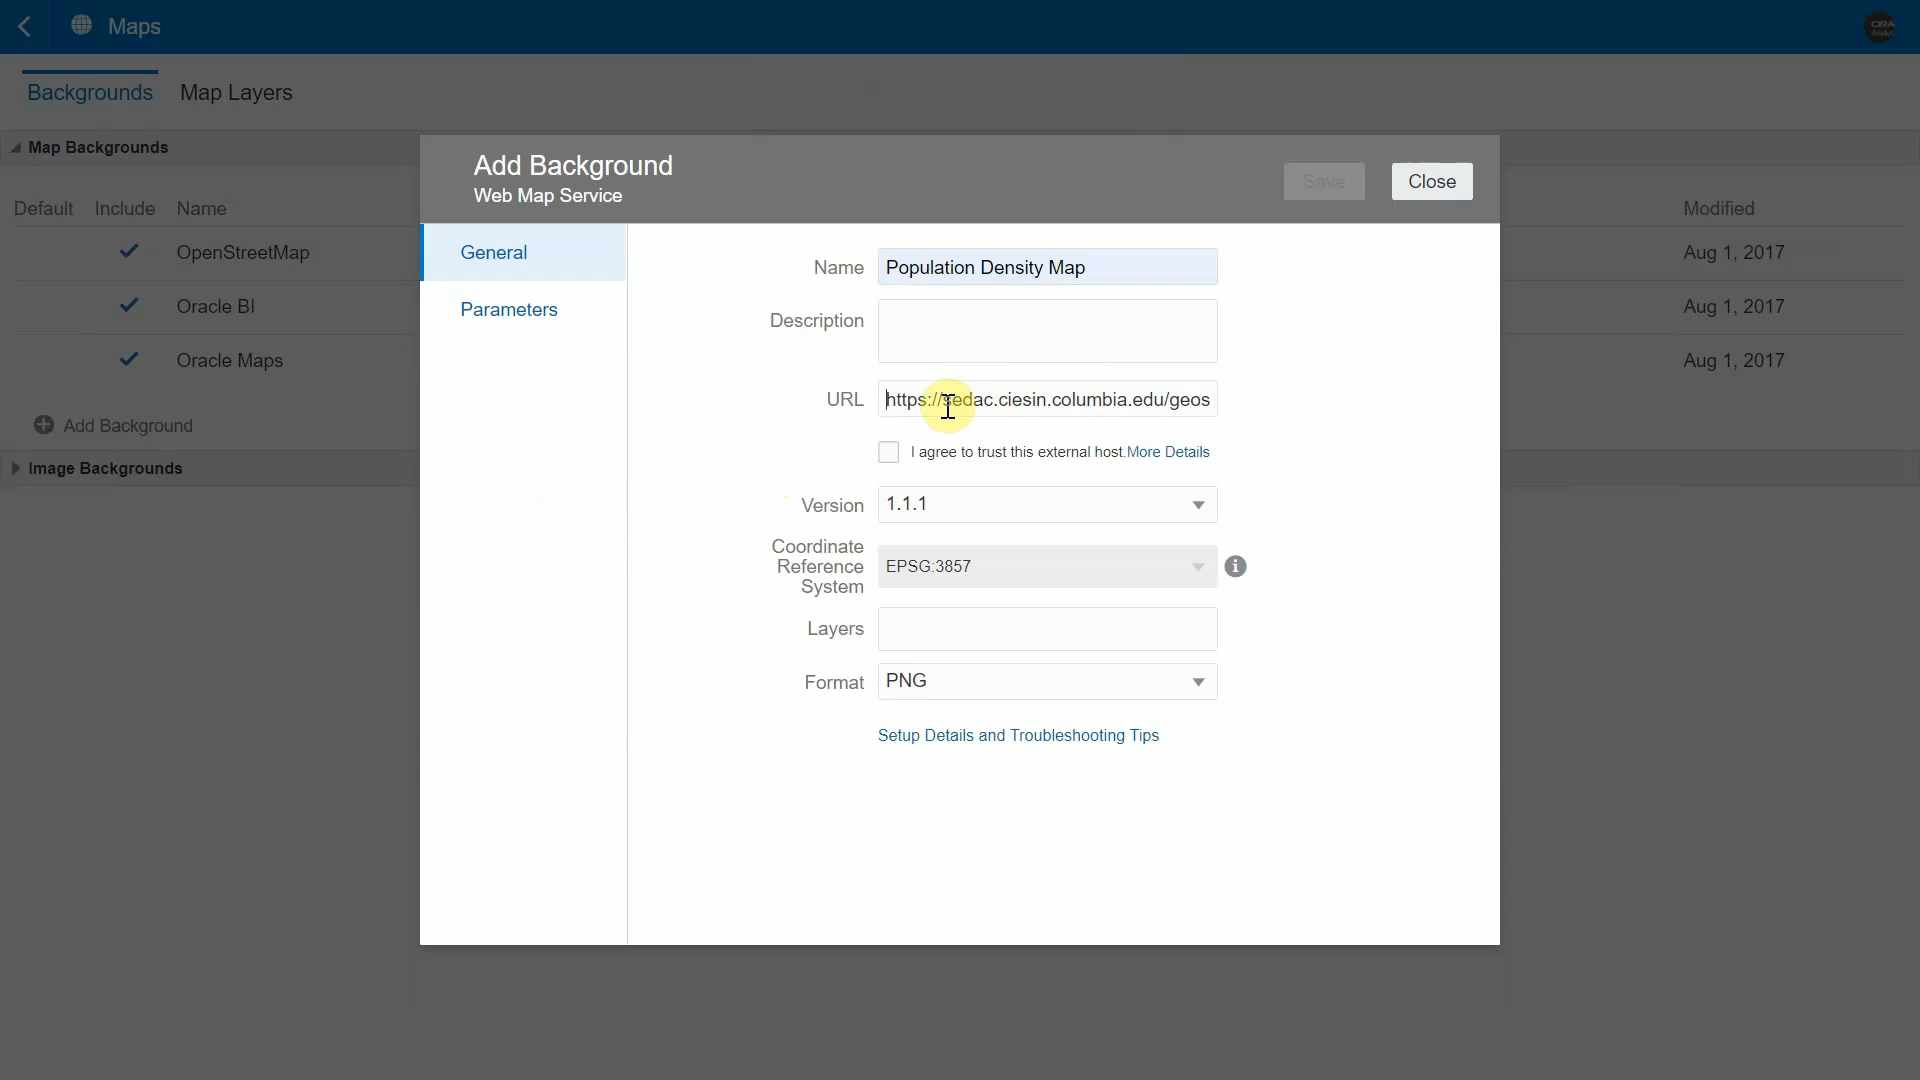 Maps
ORA
Analyt
Backgrounds Map Layers
Map Backgrounds
Default Include Name Modified
OpenStreetMap Aug 1, 2017
Oracle BI Aug 1, 2017
Oracle Maps Aug 1, 2017
Add Background
Image Backgrounds
Add Background
Web Map Service
Save Close
General
Parameters
Name Population Density Map
Description
URL https://sedac.ciesin.columbia.edu/geos
I agree to trust this external host. More Details
Version 1.1.1
Coordinate
Reference
System
EPSG:3857
Layers
Format PNG
Setup Details and Troubleshooting Tips